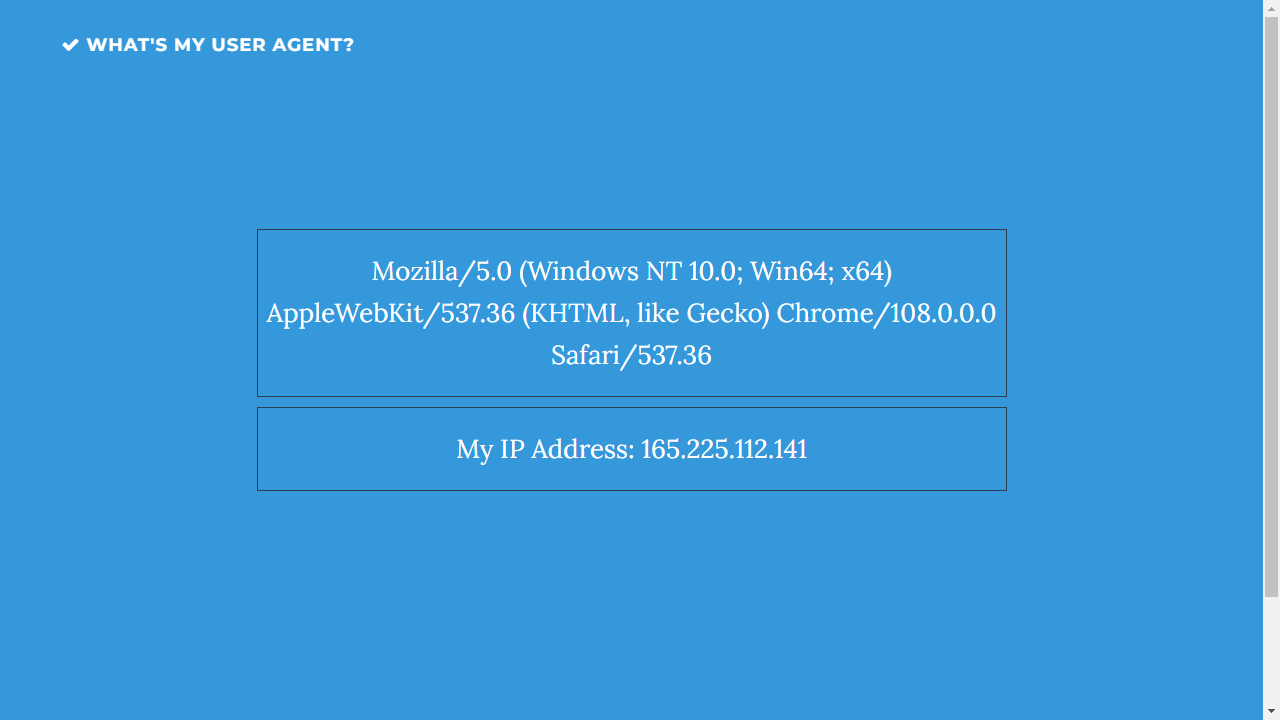 WHAT'S MY USER AGENT?
Mozilla/5.0 (Windows NT 10.0; Win64; x64)
AppleWebKit/537.36 (KHTML, like Gecko) Chrome/108.0.0.0
Safari/537.36
My IP Address: 165.225.112.141